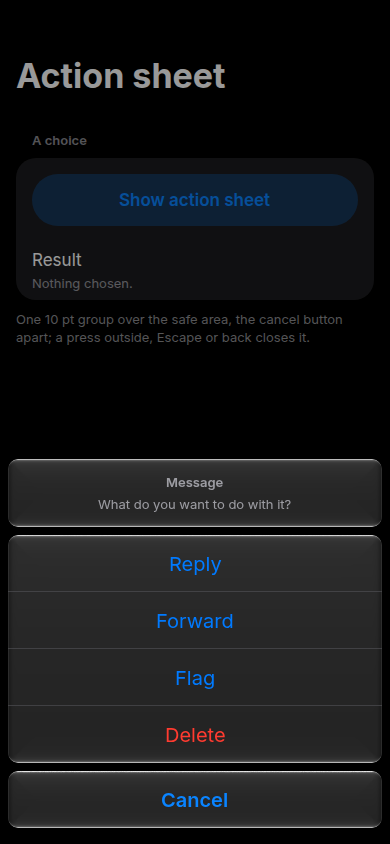 Action sheet
A choice
Show action sheet
Result
Nothing chosen.
One 10 pt group over the safe area, the cancel button
apart; a press outside, Escape or back closes it.
Message
What do you want to do with it?
Reply
Forward
Flag
Delete
Cancel